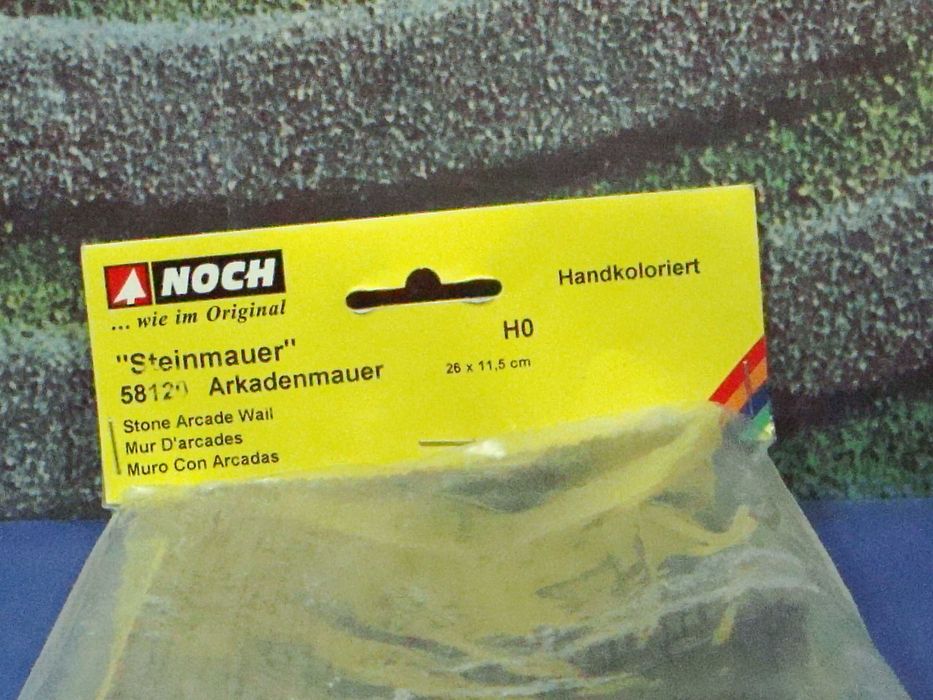 NOCH
... wie im Original
Handkoloriert
"Steinmauer"
H0
Arkadenmauer
26 x 11,5 cm
Stone Arcade Wall
Mur D'arcades
Muro Con Arcadas